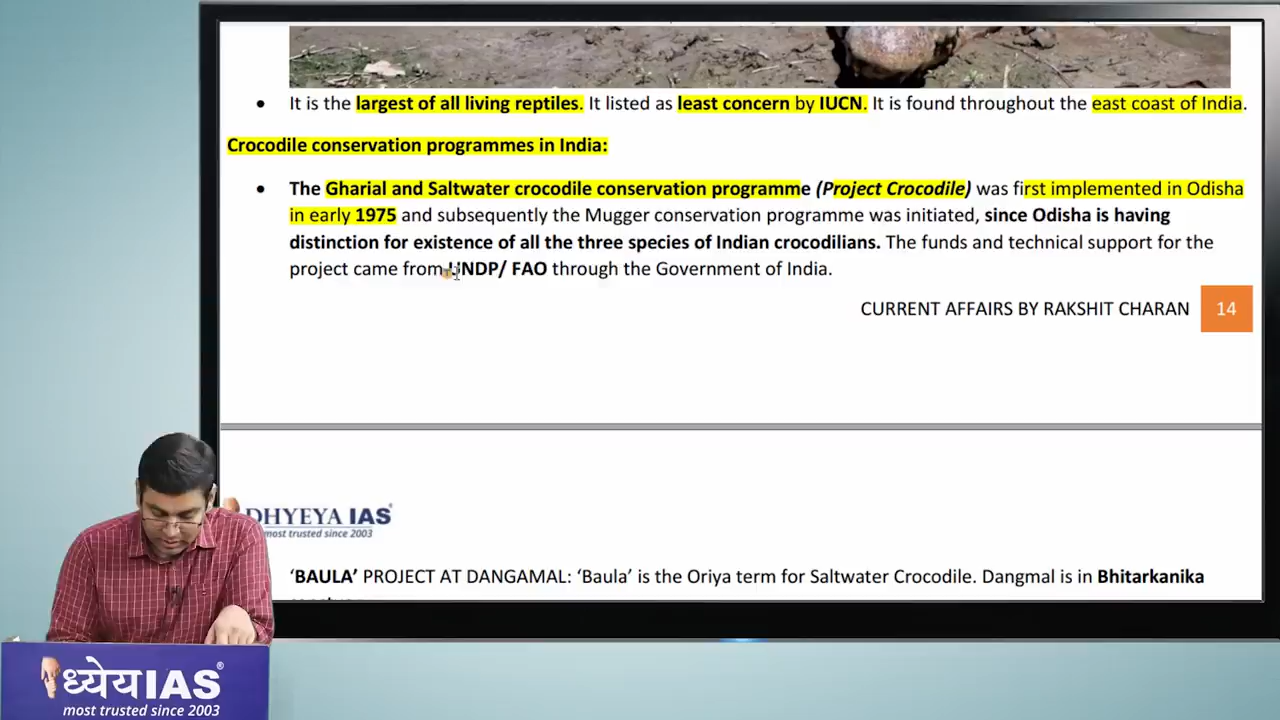 It is the largest of all living reptiles. It listed as least concern by IUCN. It is found throughout the east coast of India.
Crocodile conservation programmes in India:
The Gharial and Saltwater crocodile conservation programme (Project Crocodile) was first implemented in Odisha
in early 1975 and subsequently the Mugger conservation programme was initiated, since Odisha is having
distinction for existence of all the three species of Indian crocodilians. The funds and technical support for the
project came from UNDP/ FAO through the Government of India.
CURRENT AFFAIRS BY RAKSHIT CHARAN 14
DHYEYA IAS
most trusted since 2003
‘BAULA’ PROJECT AT DANGAMAL: ‘Baula’ is the Oriya term for Saltwater Crocodile. Dangmal is in Bhitarkanika
ध्येय IAS
most trusted since 2003